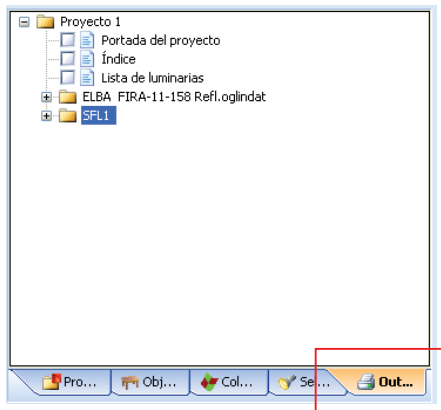 Proyecto 1
Portada del proyecto
Índice
Lista de luminarias
ELBA FIRA-11-158 Refl.oglindat
SFL1
Pro... Obj... Col... Se... Out...